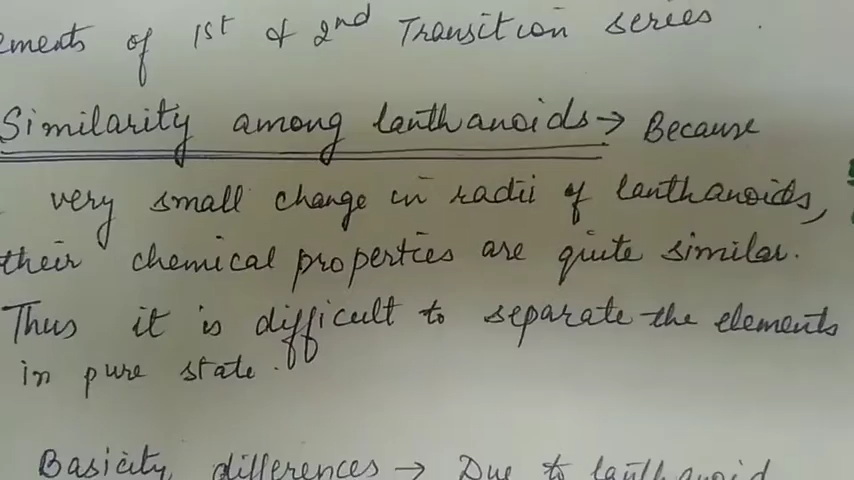 ements of 1st & 2nd Transition series .
Similarity among lanthanoids → Because
very small change in radii of lanthanoids,
their chemical properties are quite similar.
Thus it is difficult to separate the elements
in pure state.
Basicity differences → Due to lanthanoid